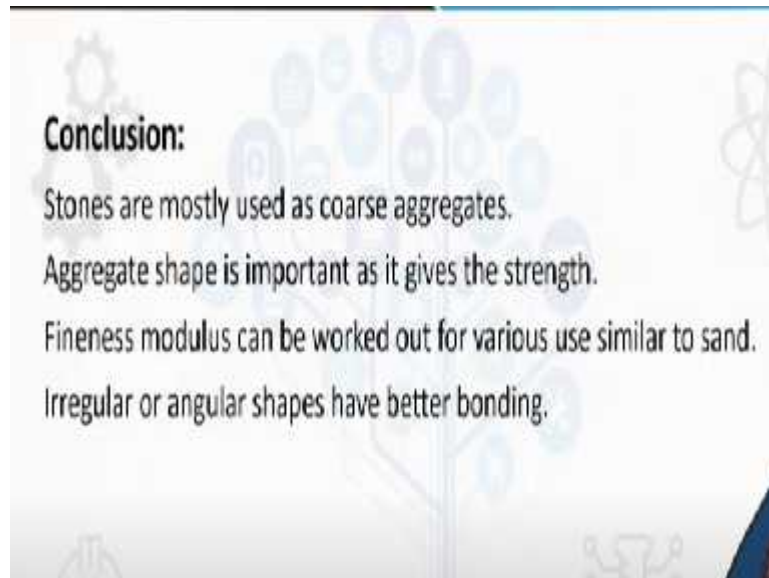 Conclusion:
Stones are mostly used as coarse aggregates.
Aggregate shape is important as it gives the strength.
Fineness modulus can be worked out for various use similar to sand.
Irregular or angular shapes have better bonding.